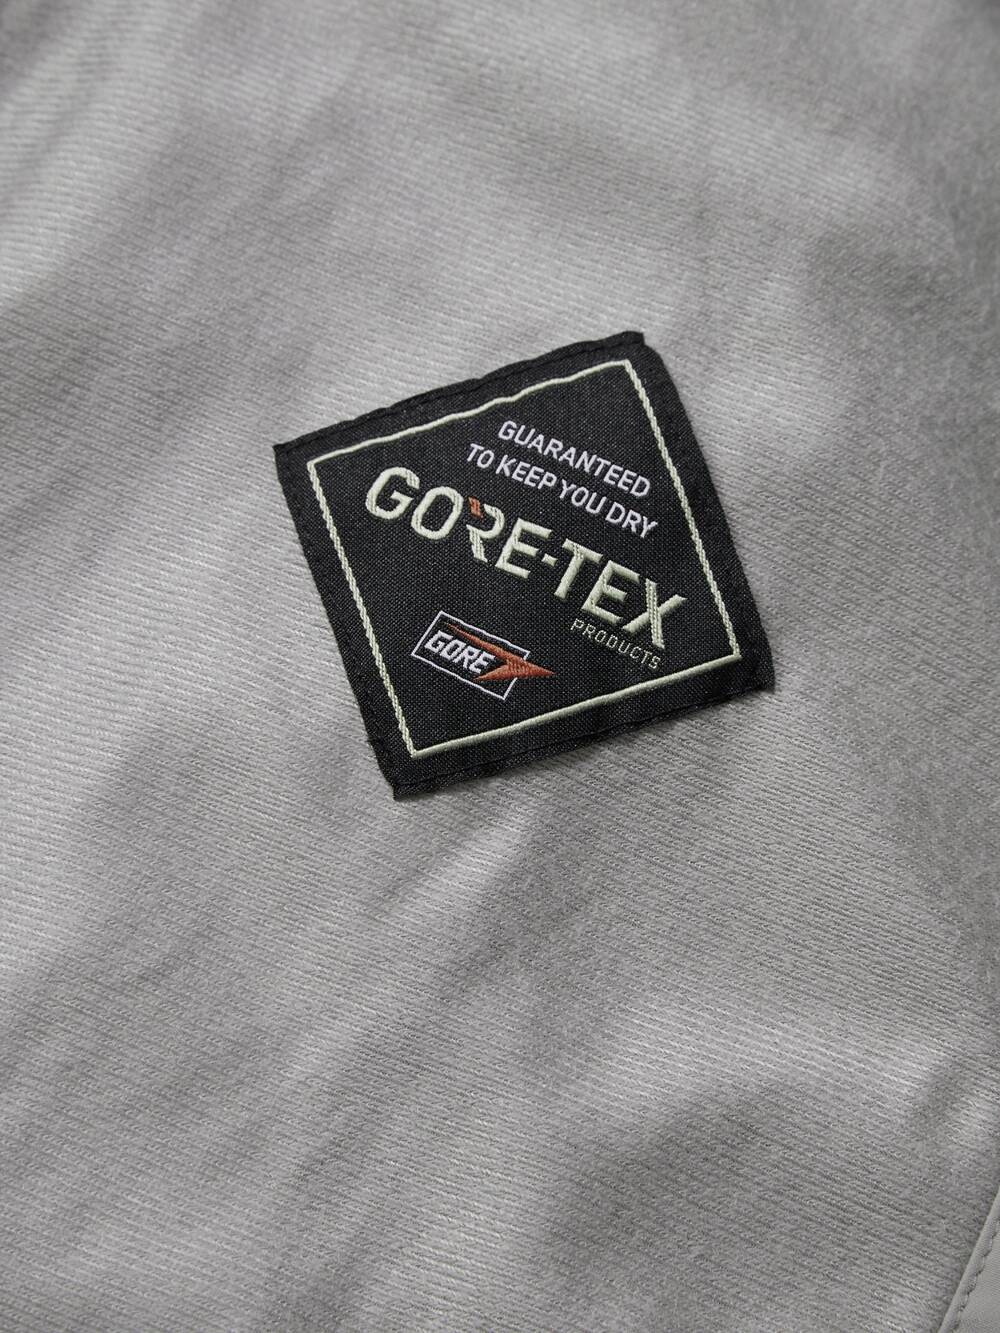 GUARANTEED
TO KEEP YOU DRY
GORE-TEX
PRODUCTS
GORE